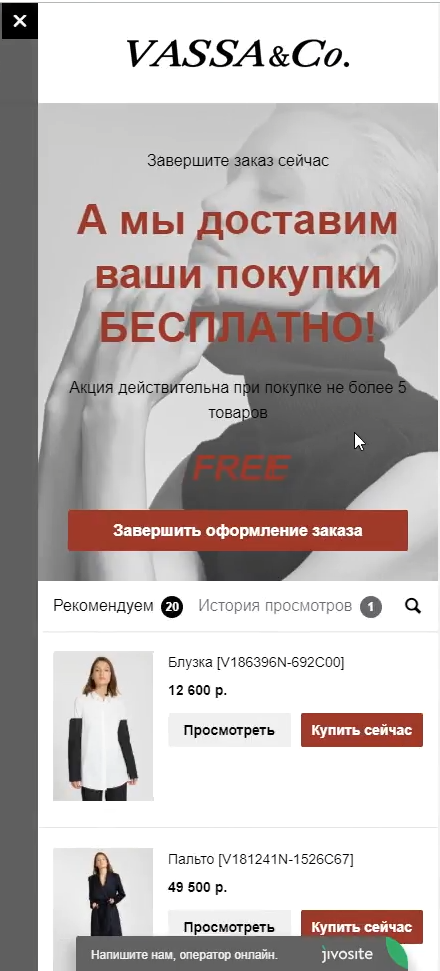 ×
VASSA&Co.
Завершите заказ сейчас
А мы доставим
ваши покупки
БЕСПЛАТНО!
Акция действительна при покупке не более 5
товаров
FREE
Завершить оформление заказа
Рекомендуем 20 История просмотров 1
Блузка [V186396N-692C00]
12 600 р.
Просмотреть Купить сейчас
Пальто [V181241N-1526C67]
49 500 р.
Просмотреть Купить сейчас
Напишите нам, оператор онлайн. jivosite